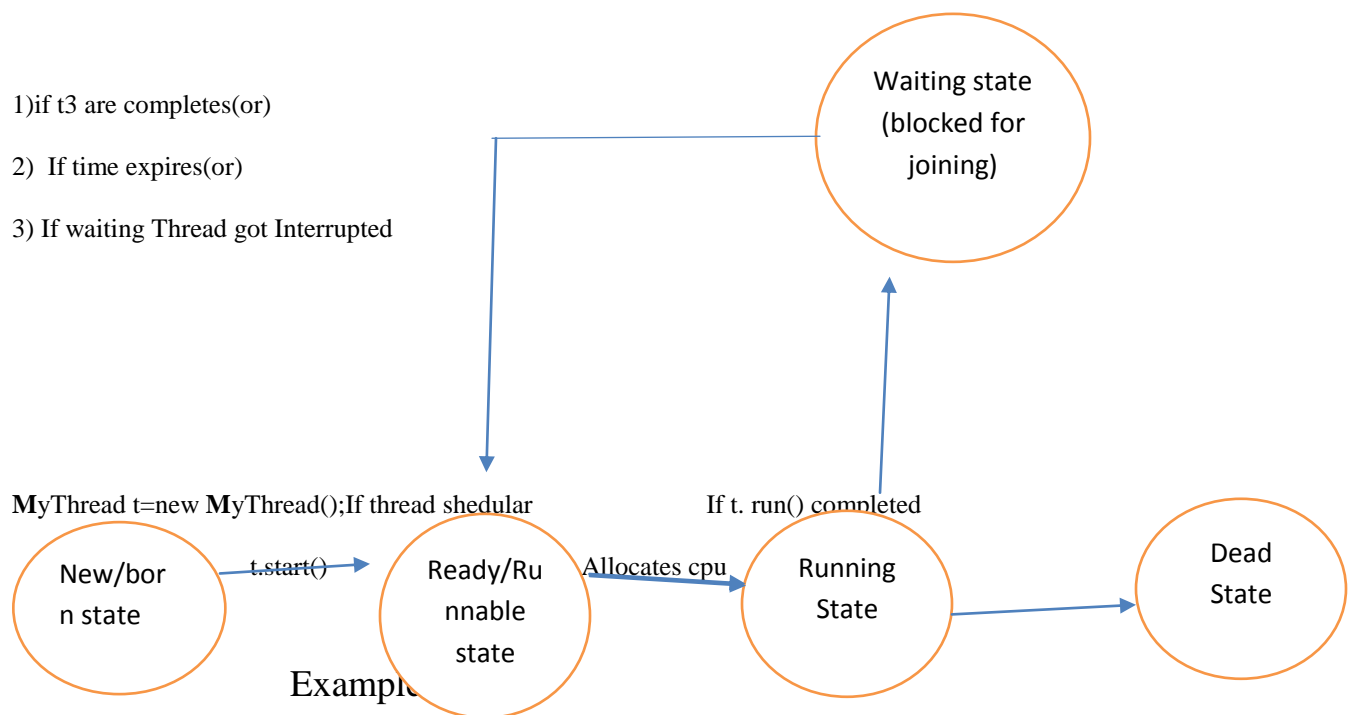 Waiting state
(blocked for
joining)
1)if t3 are completes(or)
2) If time expires(or)
3) If waiting Thread got Interrupted
MyThread t=new MyThread();If thread shedular
If t. run() completed
New/bor
n state
t.start()
Ready/Ru
nnable
state
Allocates cpu
Running
State
Dead
State